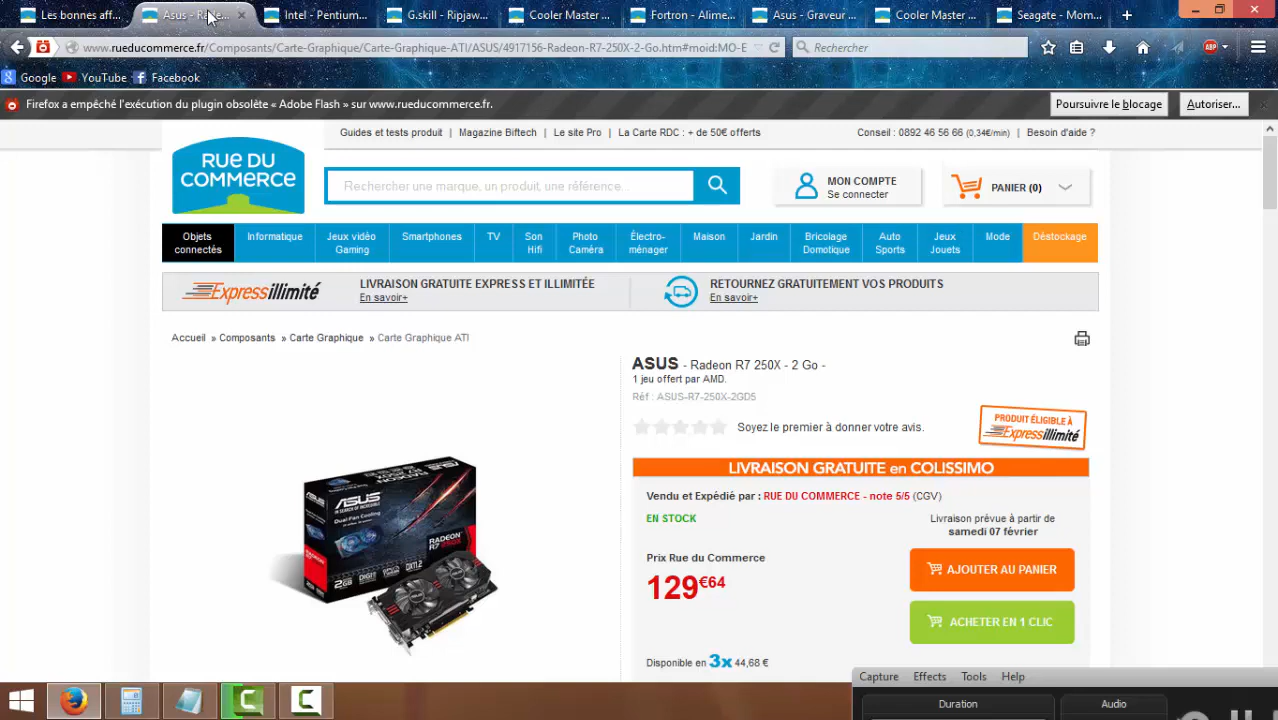 Les bonnes aff...
Asus - Rade...
Intel - Pentium...
G.skill - Ripjaw...
Cooler Master ...
Fortron - Alime...
Asus - Graveur ...
Cooler Master ...
Seagate - Mom...
www.rueducommerce.fr/Composants/Carte-Graphique/Carte-Graphique-ATI/ASUS/4917156-Radeon-R7-250X-2-Go.htm#moid:MO-E
Rechercher
ABP
Google YouTube Facebook
Firefox a empêché l'exécution du plugin obsolète « Adobe Flash » sur www.rueducommerce.fr.
Poursuivre le blocage
Autoriser...
Guides et tests produit | Magazine Biftech | Le site Pro | La Carte RDC : + de 50€ offerts
Conseil : 0892 46 56 66 (0,34€/min) | Besoin d'aide ?
RUE DU
COMMERCE
Rechercher une marque, un produit, une référence...
MON COMPTE
Se connecter
PANIER (0)
Objets
connectés
Informatique
Jeux vidéo
Gaming
Smartphones
TV
Son
Hifi
Photo
Caméra
Électro-
ménager
Maison
Jardin
Bricolage
Domotique
Auto
Sports
Jeux
Jouets
Mode
Déstockage
Expressillimité
LIVRAISON GRATUITE EXPRESS ET ILLIMITÉE
En savoir+
RETOURNEZ GRATUITEMENT VOS PRODUITS
En savoir+
Accueil » Composants » Carte Graphique » Carte Graphique ATI
ASUS - Radeon R7 250X - 2 Go -
1 jeu offert par AMD.
Réf : ASUS-R7-250X-2GD5
Soyez le premier à donner votre avis.
PRODUIT ÉLIGIBLE À
Expressillimité
LIVRAISON GRATUITE en COLISSIMO
Vendu et Expédié par : RUE DU COMMERCE - note 5/5 (CGV)
EN STOCK
Livraison prévue à partir de
samedi 07 février
Prix Rue du Commerce
129€64
AJOUTER AU PANIER
ACHETER EN 1 CLIC
Disponible en 3x 44,68 €
ASUS
Dual-Fan Cooling
RADEON
R7 250X
2GB
Capture Effects Tools Help
Duration
Audio